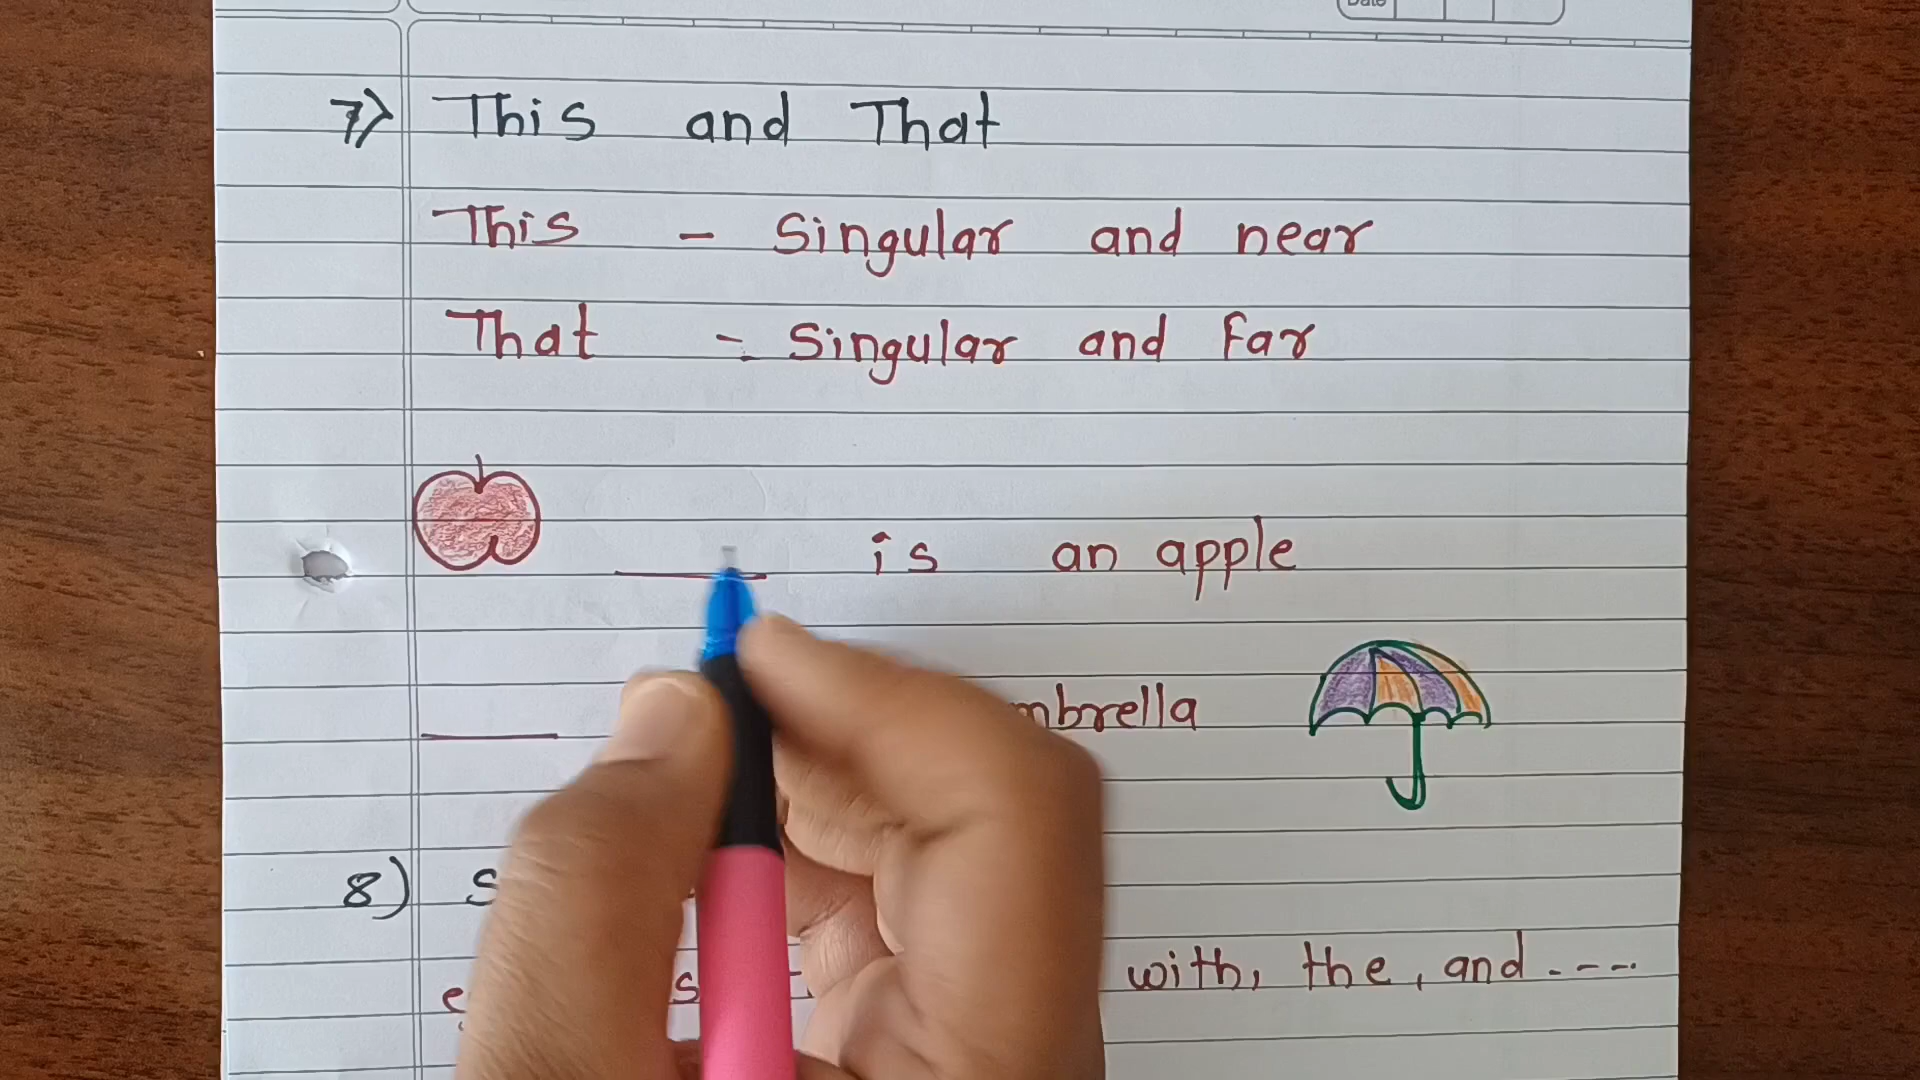 Date
7) This and That
This - Singular and near
That - Singular and Far
is an apple
8)
with, the, and ----